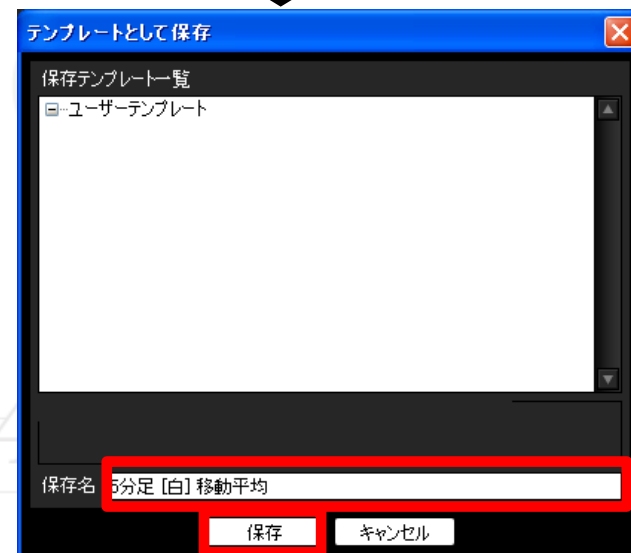 テンプレートとして保存
保存テンプレート一覧
ユーザーテンプレート
保存名 5分足 [白] 移動平均
保存 キャンセル